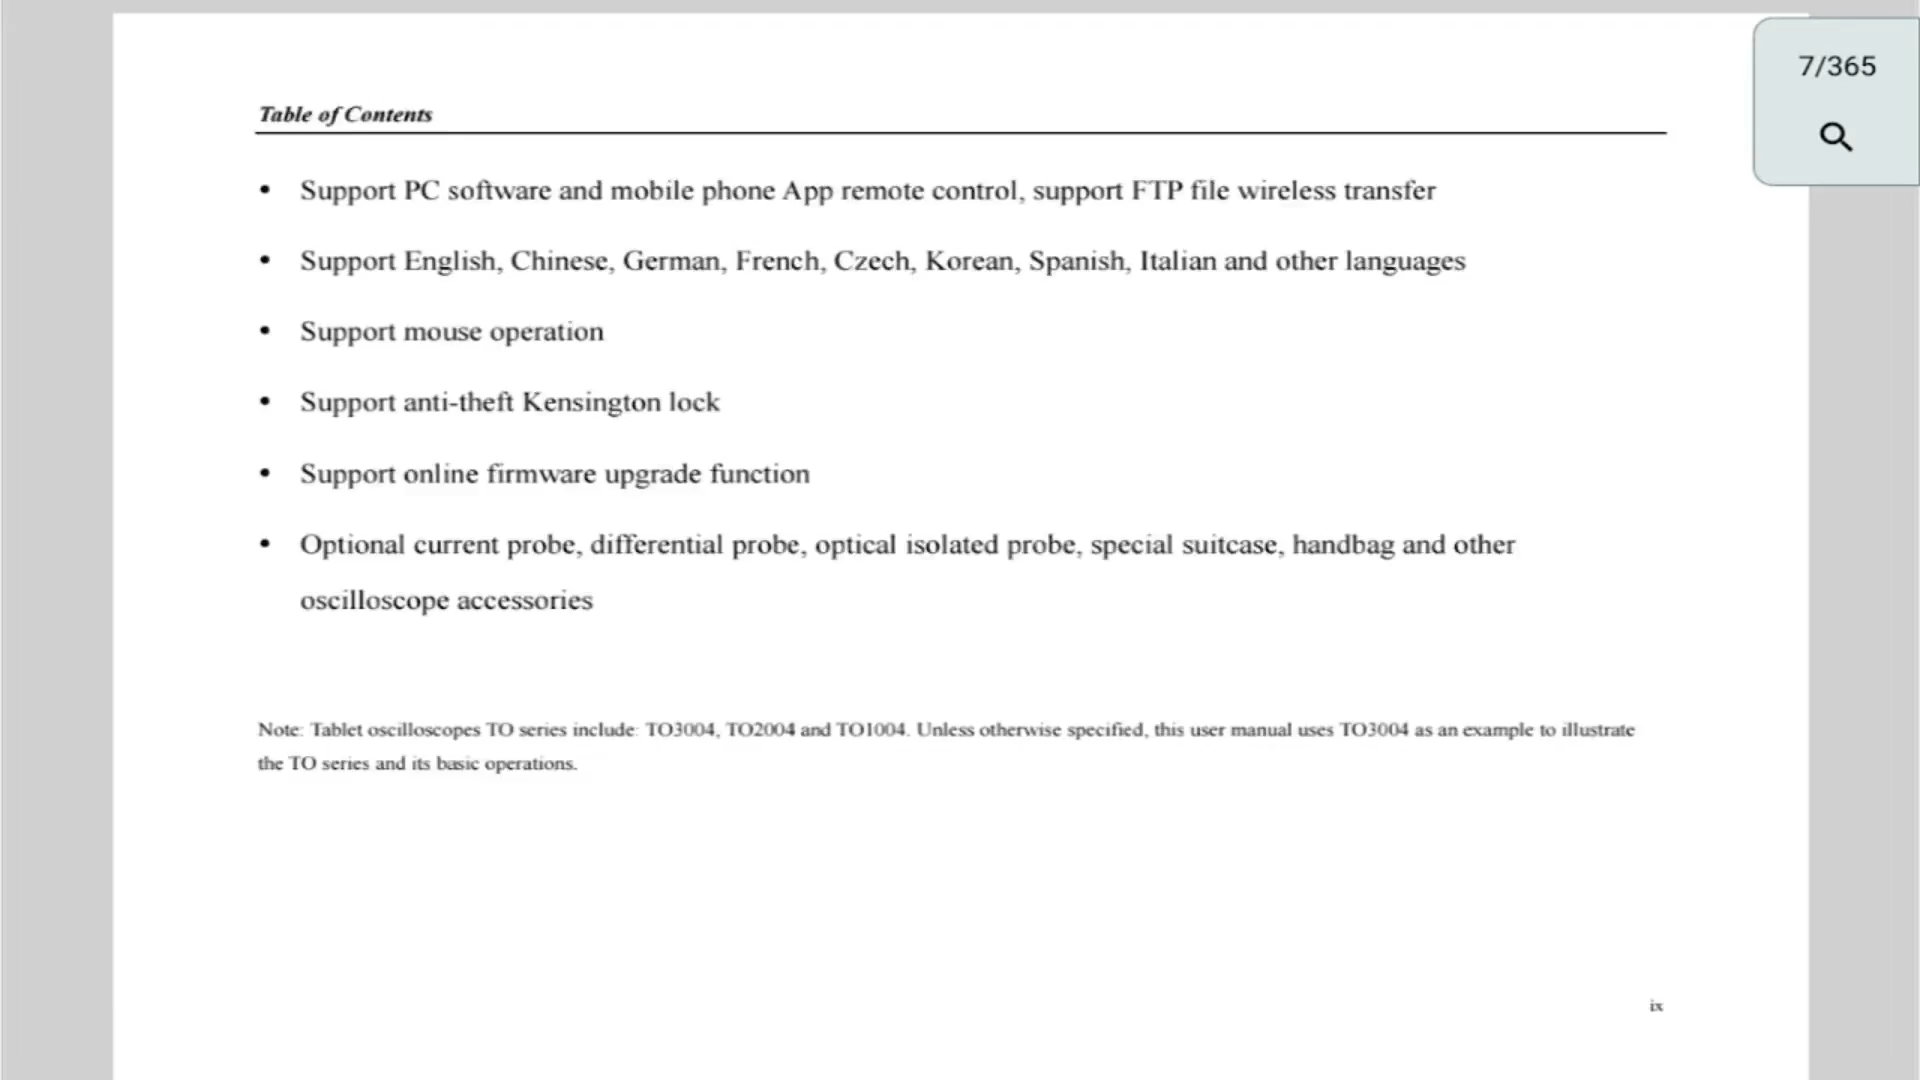 7/365
Table of Contents
• Support PC software and mobile phone App remote control, support FTP file wireless transfer
• Support English, Chinese, German, French, Czech, Korean, Spanish, Italian and other languages
• Support mouse operation
• Support anti-theft Kensington lock
• Support online firmware upgrade function
• Optional current probe, differential probe, optical isolated probe, special suitcase, handbag and other
oscilloscope accessories
Note: Tablet oscilloscopes TO series include: TO3004, TO2004 and TO1004. Unless otherwise specified, this user manual uses TO3004 as an example to illustrate
the TO series and its basic operations.
ix